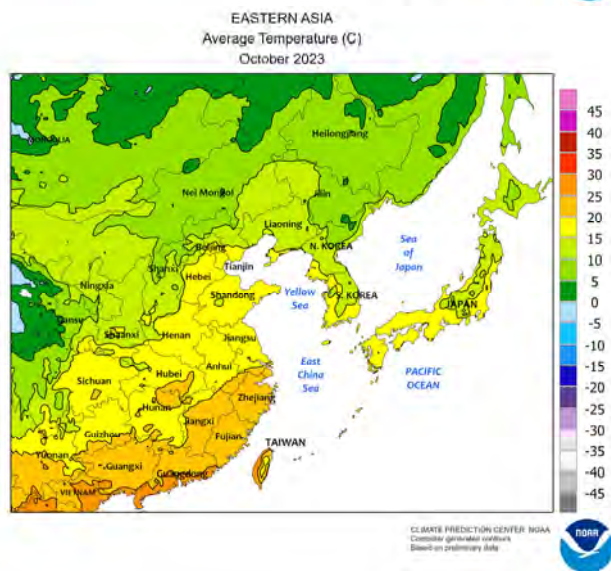 EASTERN ASIA
Average Temperature (C)
October 2023
MONGOLIA
Heilongjiang
Nei Mongol
Jilin
Liaoning
Beijing
N. KOREA
Sea
of
Japan
Tianjin
Shanxi
Hebei
Ningxia
Shandong
Yellow
Sea
S. KOREA
JAPAN
Gansu
Shaanxi
Henan
Jiangsu
East
China
Sea
PACIFIC
OCEAN
Anhui
Hubei
Sichuan
Zhejiang
Hunan
Jiangxi
Guizhou
Fujian
TAIWAN
Yunnan
Guangxi
Guangdong
VIETNAM
45
40
35
30
25
20
15
10
5
0
-5
-10
-15
-20
-25
-30
-35
-40
-45
CLIMATE PREDICTION CENTER, NOAA
Computer generated contours
Based on preliminary data
NOAA